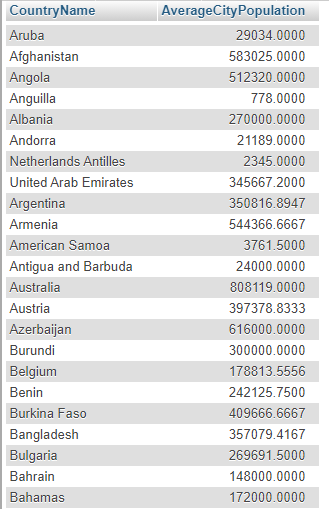 CountryName AverageCityPopulation
Aruba 29034.0000
Afghanistan 583025.0000
Angola 512320.0000
Anguilla 778.0000
Albania 270000.0000
Andorra 21189.0000
Netherlands Antilles 2345.0000
United Arab Emirates 345667.2000
Argentina 350816.8947
Armenia 544366.6667
American Samoa 3761.5000
Antigua and Barbuda 24000.0000
Australia 808119.0000
Austria 397378.8333
Azerbaijan 616000.0000
Burundi 300000.0000
Belgium 178813.5556
Benin 242125.7500
Burkina Faso 409666.6667
Bangladesh 357079.4167
Bulgaria 269691.5000
Bahrain 148000.0000
Bahamas 172000.0000